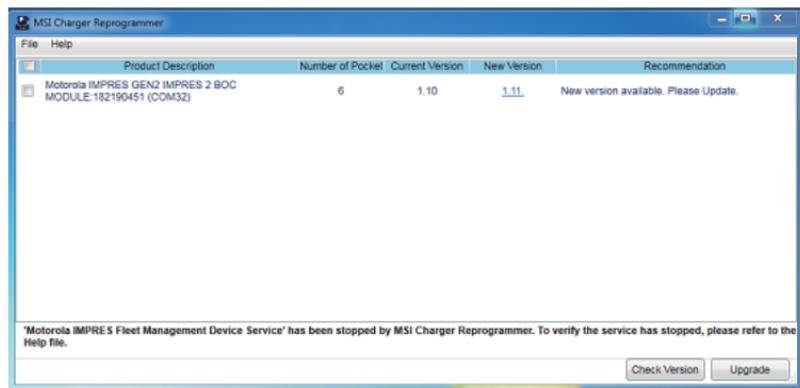 MSI Charger Reprogrammer
File Help
Product Description Number of Pocket Current Version New Version Recommendation
Motorola IMPRES GEN2 IMPRES 2 BOC
MODULE:182190451 (COM32) 6 1.10 1.11. New version available. Please Update.
'Motorola IMPRES Fleet Management Device Service' has been stopped by MSI Charger Reprogrammer. To verify the service has stopped, please refer to the
Help file.
Check Version Upgrade